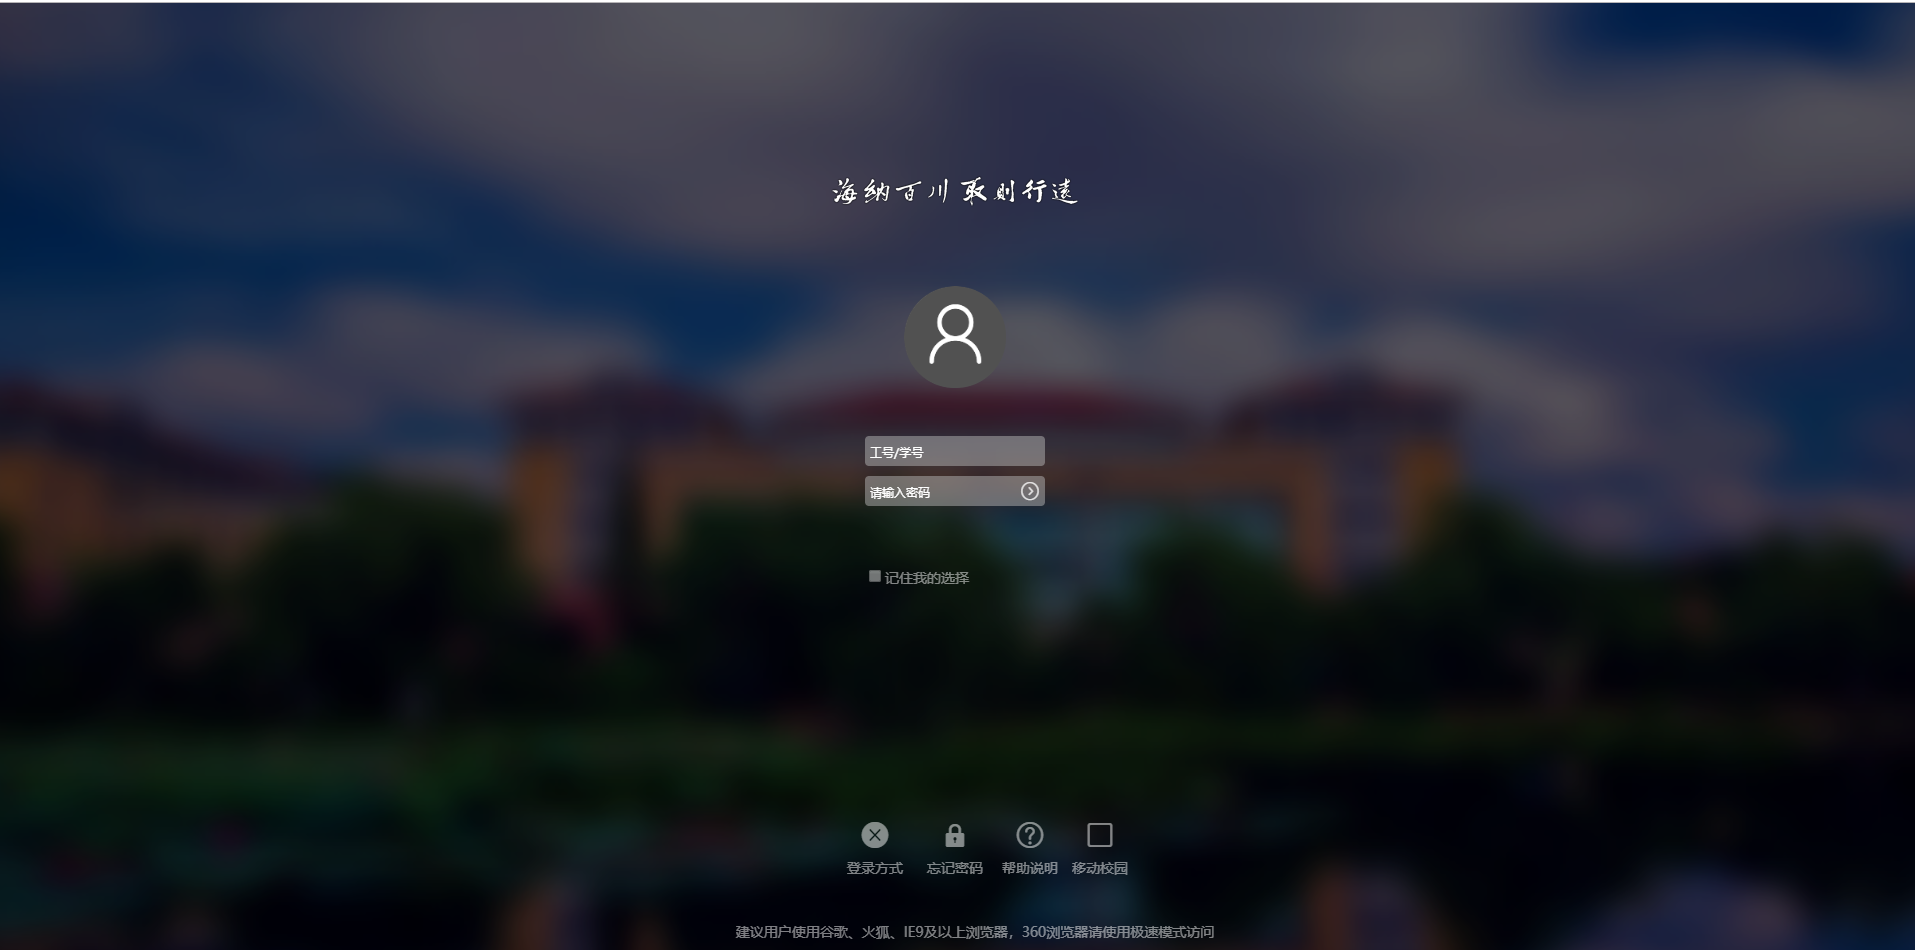 海纳百川 取则行远
工号/学号
请输入密码
记住我的选择
登录方式 忘记密码 帮助说明 移动校园
建议用户使用谷歌、火狐、IE9及以上浏览器，360浏览器请使用极速模式访问